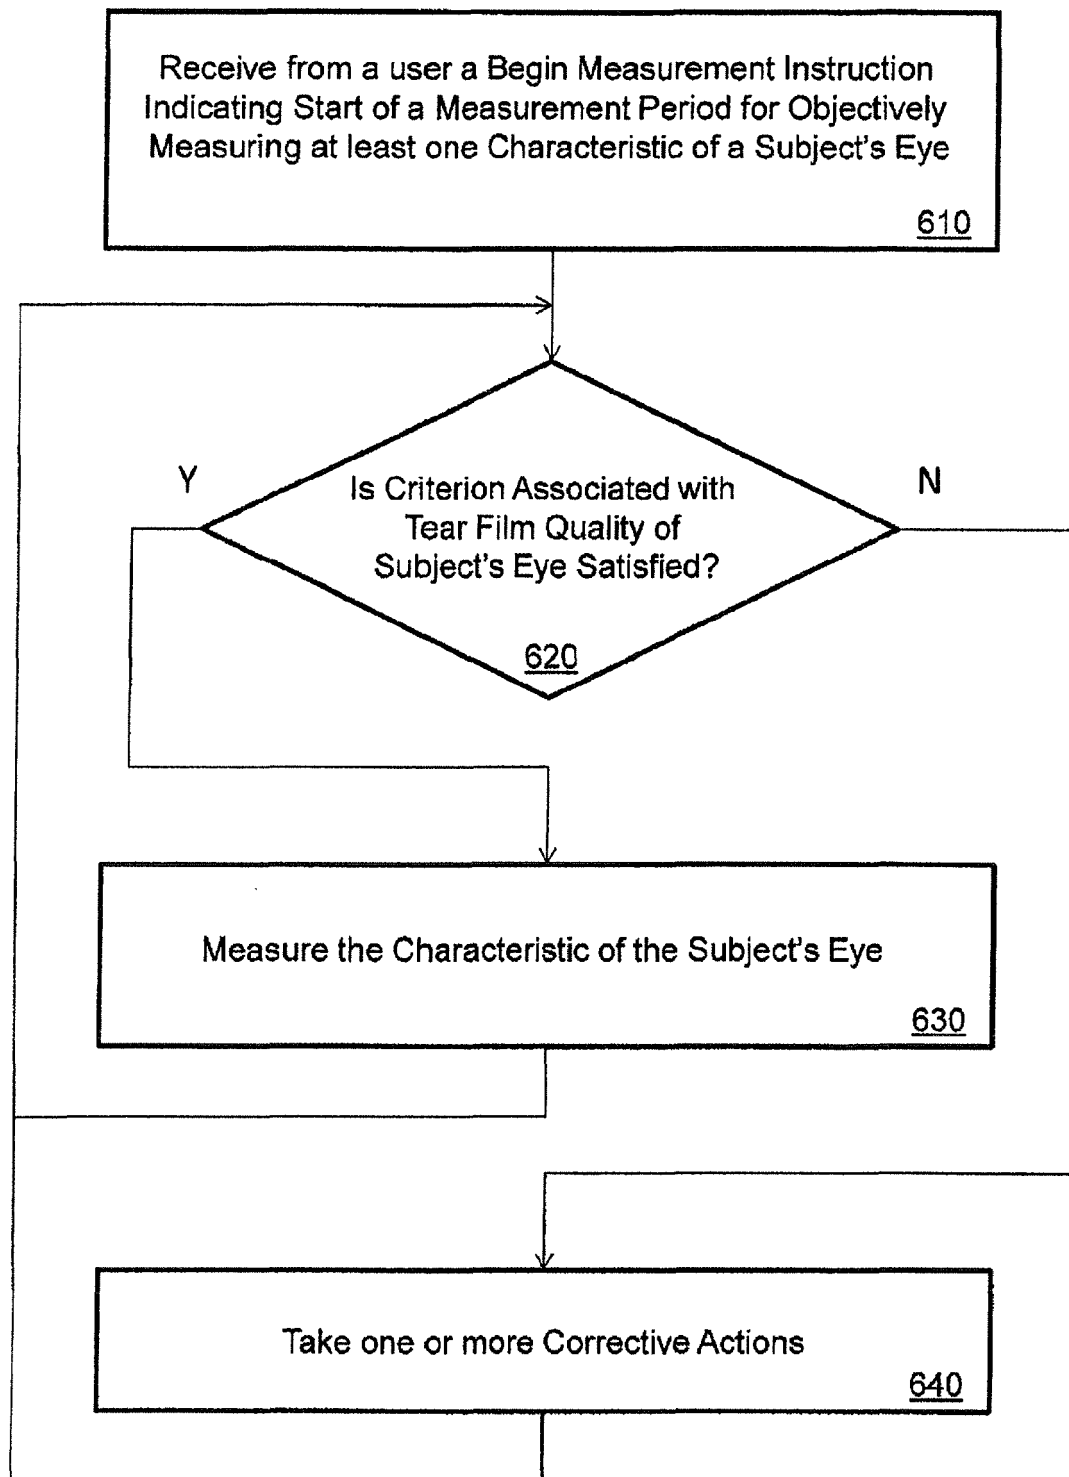 Receive from a user a Begin Measurement Instruction
Indicating Start of a Measurement Period for Objectively
Measuring at least one Characteristic of a Subject's Eye
610
Y
N
Is Criterion Associated with
Tear Film Quality of
Subject's Eye Satisfied?
620
Measure the Characteristic of the Subject's Eye
630
Take one or more Corrective Actions
640